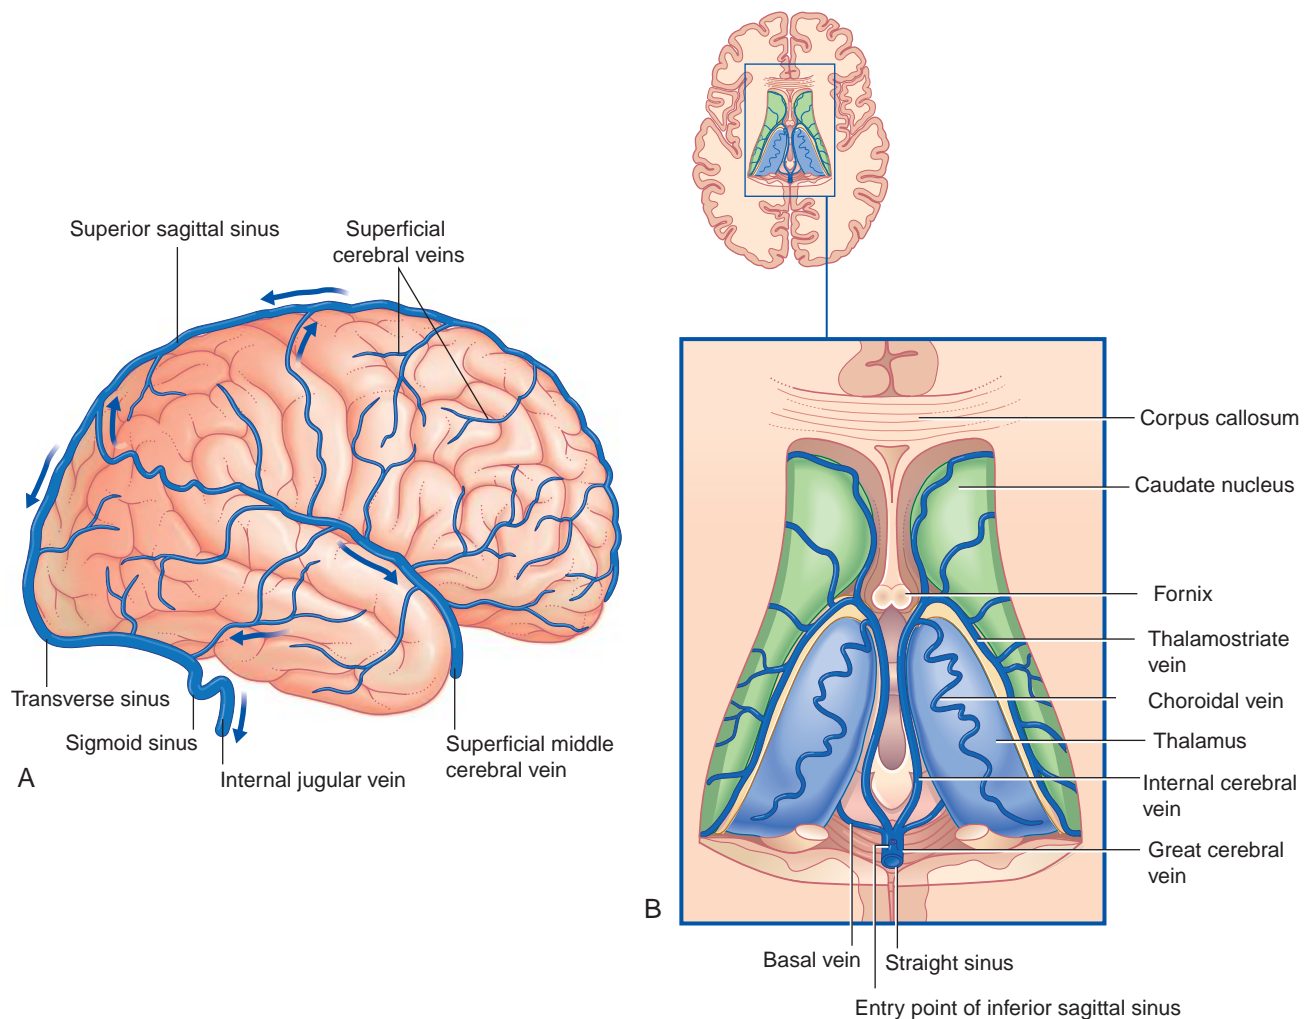 Superior sagittal sinus
Superficial
cerebral veins
Transverse sinus
Sigmoid sinus
Internal jugular vein
Superficial middle
cerebral vein
A
Corpus callosum
Caudate nucleus
Fornix
Thalamostriate
vein
Choroidal vein
Thalamus
Internal cerebral
vein
Great cerebral
vein
B
Basal vein
Straight sinus
Entry point of inferior sagittal sinus